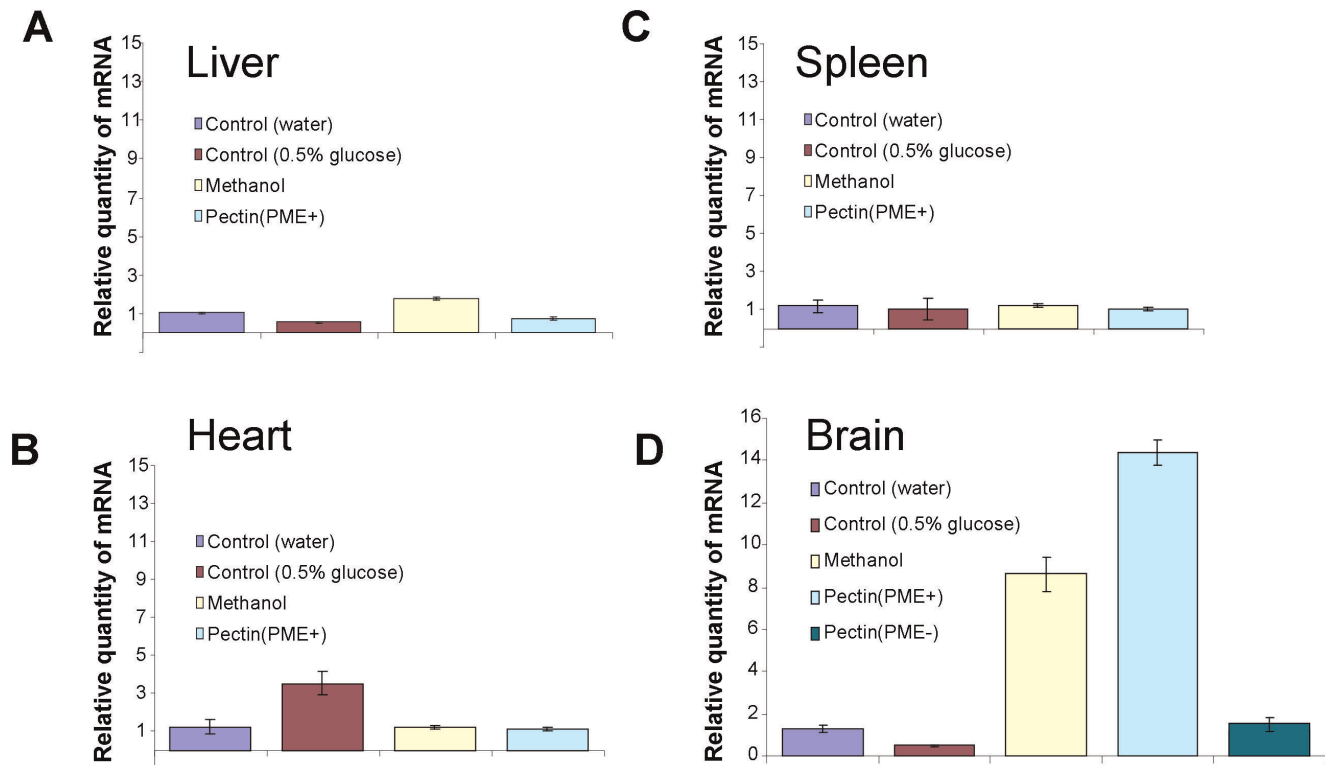 A
Liver
Relative quantity of mRNA
15
13
11
9
7
5
3
1
Control (water)
Control (0.5% glucose)
Methanol
Pectin(PME+)
C
Spleen
Relative quantity of mRNA
15
13
11
9
7
5
3
1
Control (water)
Control (0.5% glucose)
Methanol
Pectin(PME+)
B
Heart
Relative quantity of mRNA
15
13
11
9
7
5
3
1
Control (water)
Control (0.5% glucose)
Methanol
Pectin(PME+)
D
Brain
Relative quantity of mRNA
16
14
12
10
8
6
4
2
0
Control (water)
Control (0.5% glucose)
Methanol
Pectin(PME+)
Pectin(PME-)